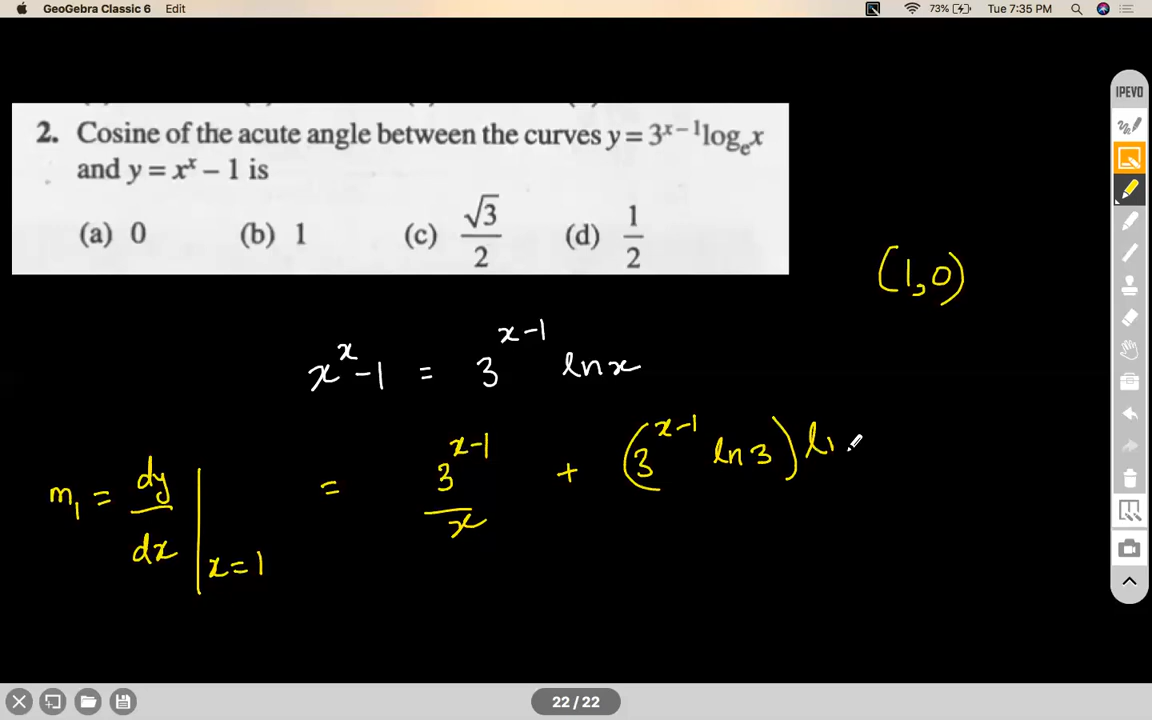 GeoGebra Classic 6 Edit 73% Tue 7:35 PM
IPEVO
2. Cosine of the acute angle between the curves y = 3^{x-1} log_e x
and y = x^x – 1 is
(a) 0 (b) 1 (c) √3/2 (d) 1/2
(1,0)
x^x - 1 = 3^{x-1} ln x
m_1 = dy/dx |_{x=1} = 3^{x-1}/x + (3^{x-1} ln 3)
22 / 22